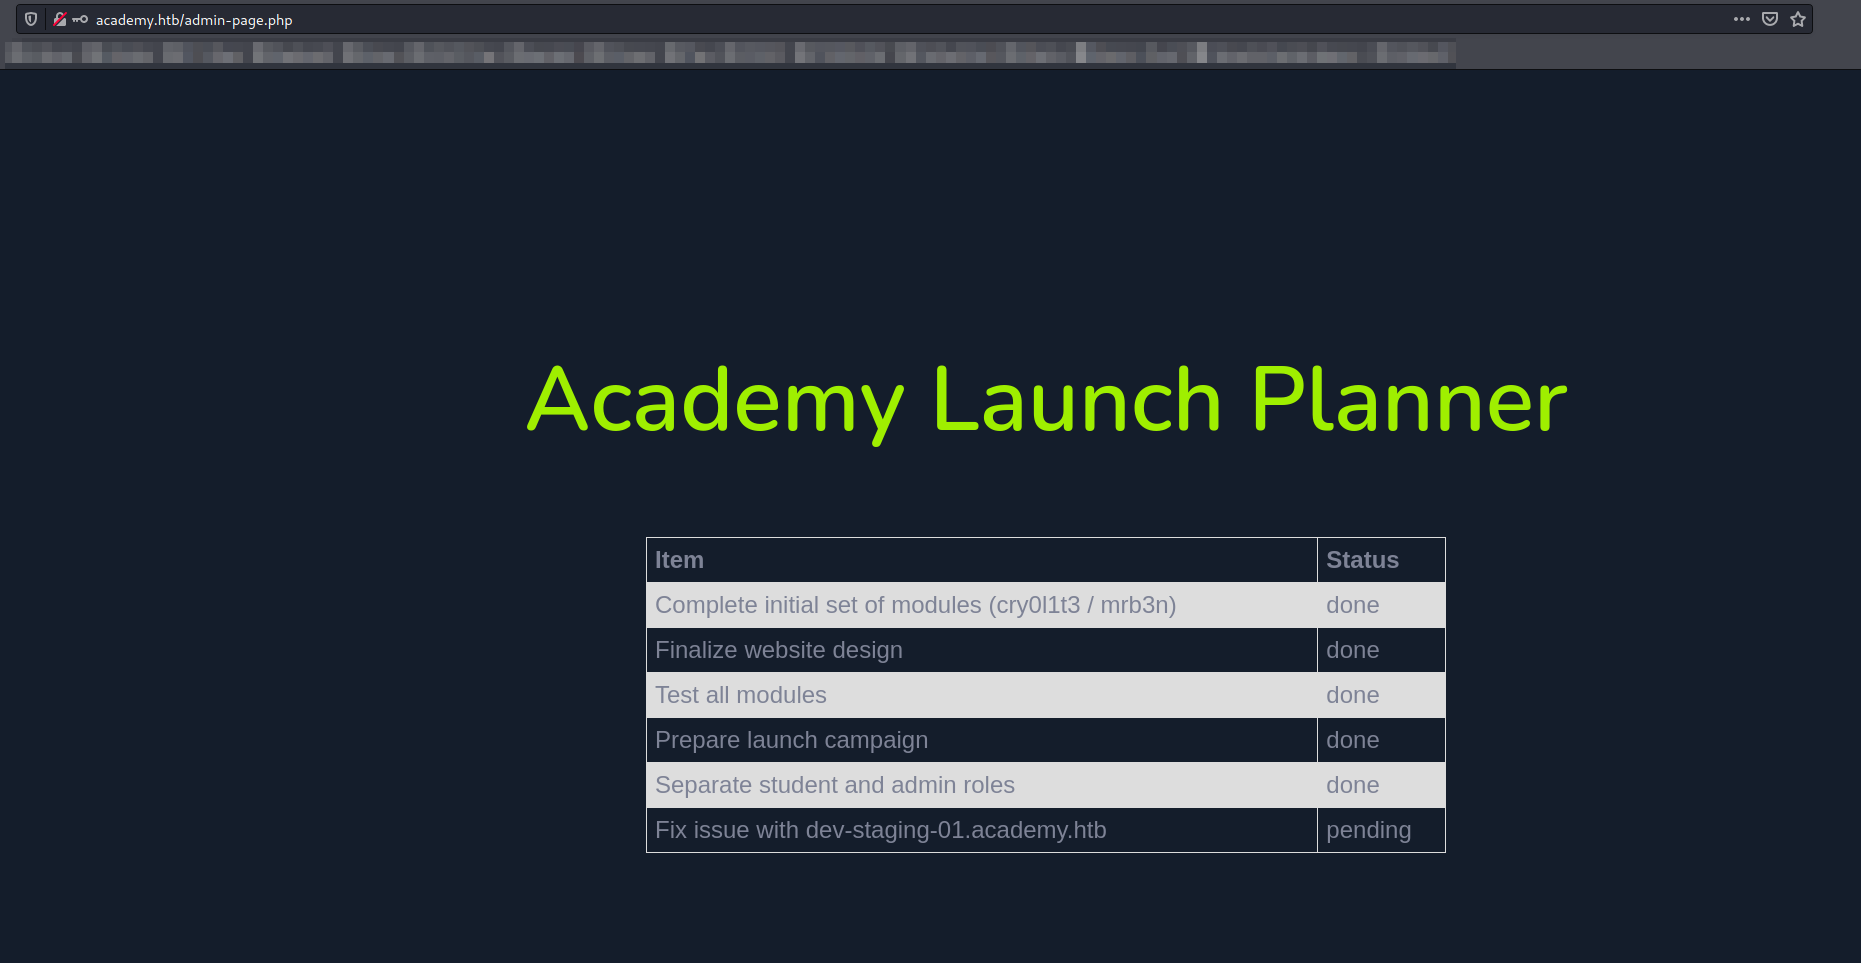 academy.htb/admin-page.php
Academy Launch Planner
Item Status
Complete initial set of modules (cry0l1t3 / mrb3n) done
Finalize website design done
Test all modules done
Prepare launch campaign done
Separate student and admin roles done
Fix issue with dev-staging-01.academy.htb pending